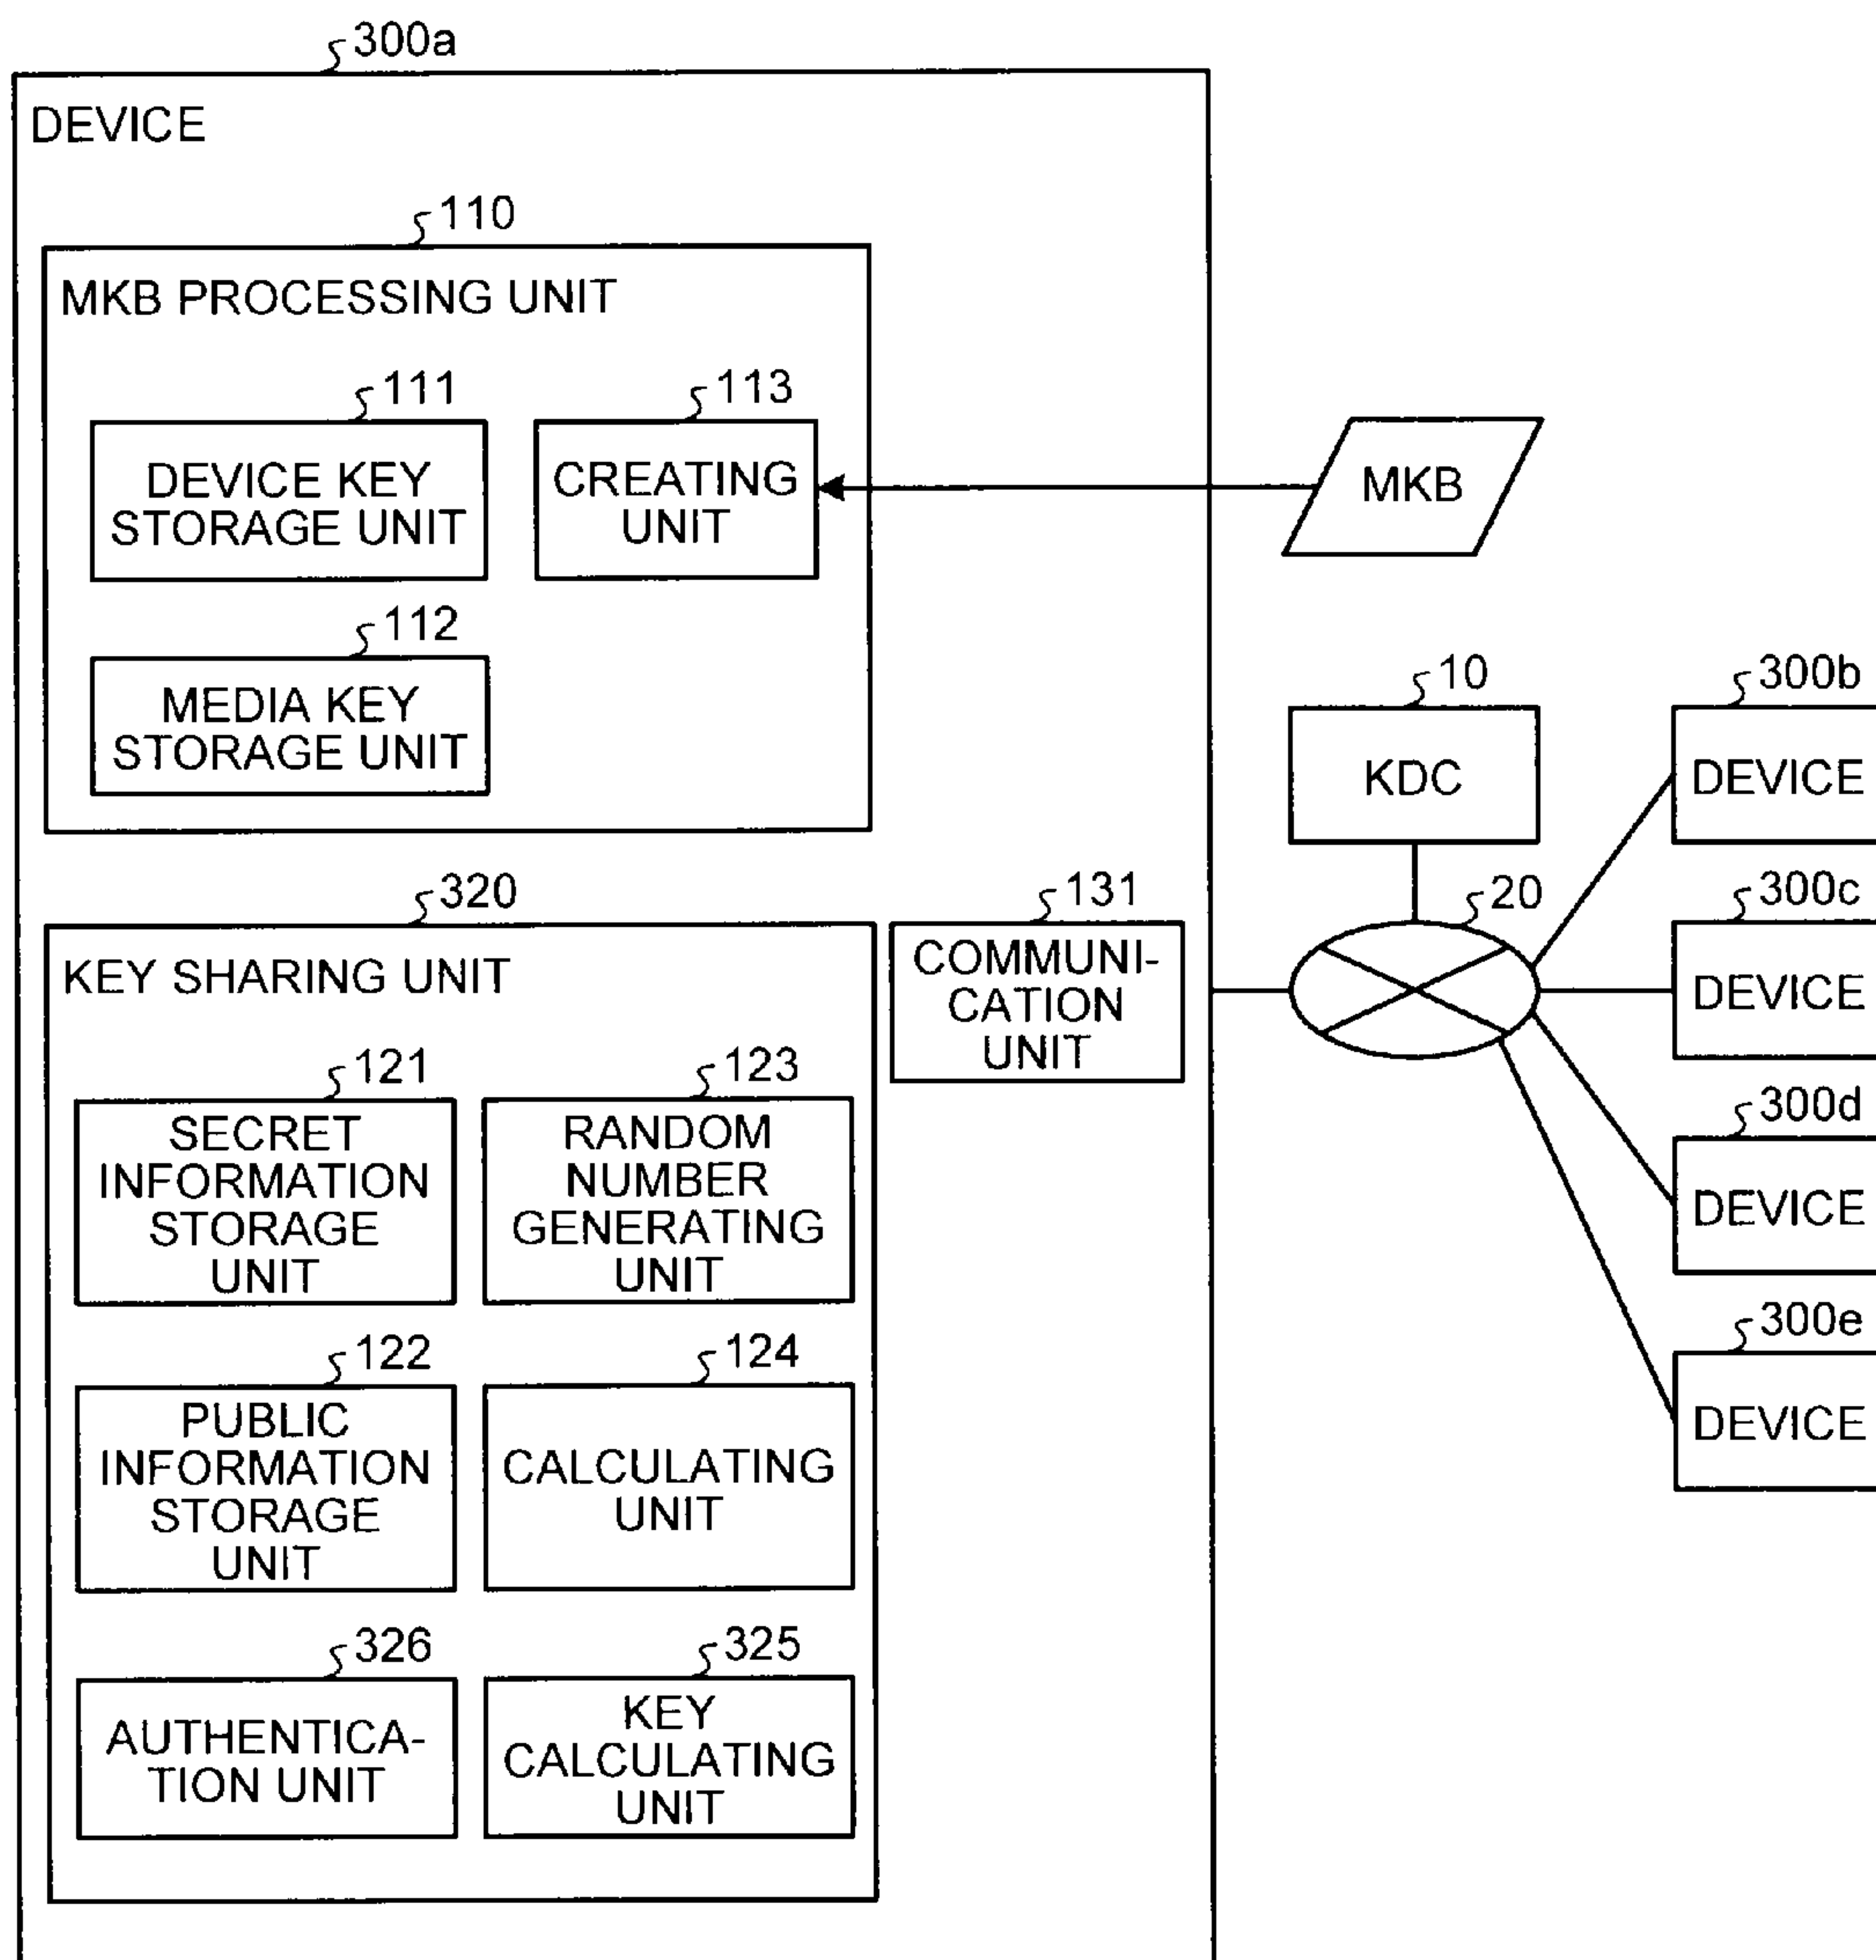 300a
DEVICE
110
MKB PROCESSING UNIT
111
DEVICE KEY
STORAGE UNIT
113
CREATING
UNIT
MKB
112
MEDIA KEY
STORAGE UNIT
10
KDC
20
300b
DEVICE
300c
DEVICE
300d
DEVICE
300e
DEVICE
320
KEY SHARING UNIT
131
COMMUNI-
CATION
UNIT
121
SECRET
INFORMATION
STORAGE
UNIT
123
RANDOM
NUMBER
GENERATING
UNIT
122
PUBLIC
INFORMATION
STORAGE
UNIT
124
CALCULATING
UNIT
326
AUTHENTICA-
TION UNIT
325
KEY
CALCULATING
UNIT